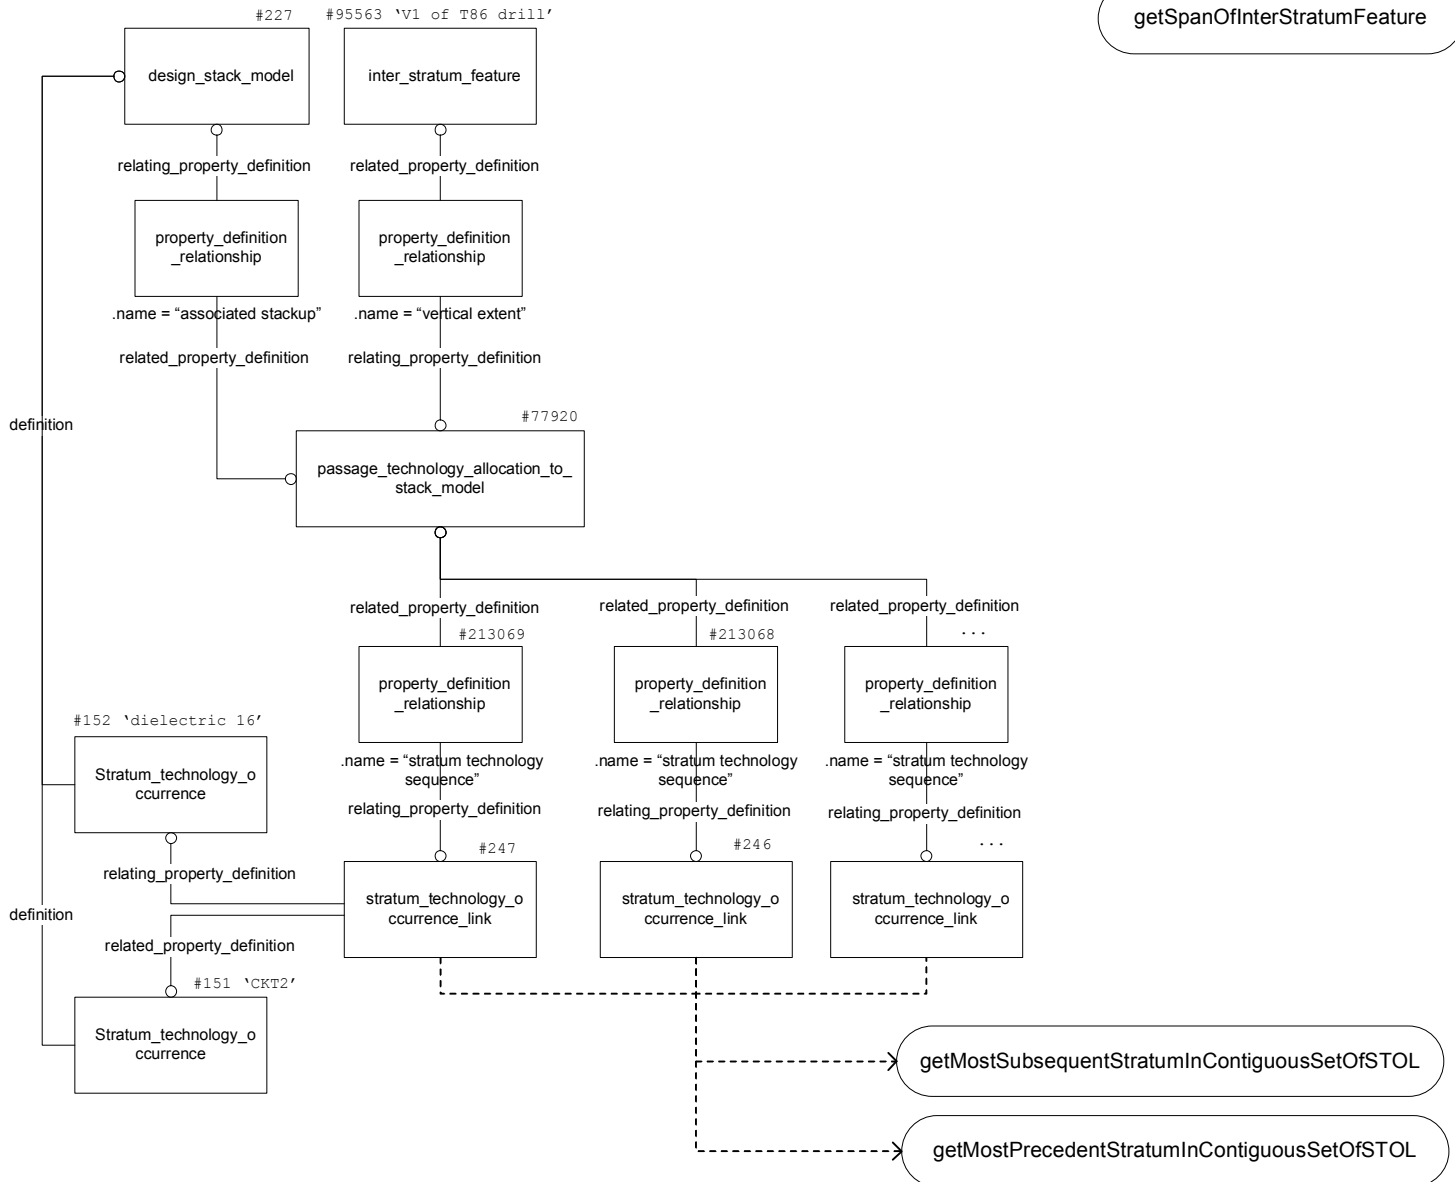 getSpanOfInterStratumFeature
#227
#95563 ‘V1 of T86 drill’
design_stack_model
inter_stratum_feature
relating_property_definition
related_property_definition
property_definition
_relationship
property_definition
_relationship
.name = “associated stackup”
.name = “vertical extent”
related_property_definition
relating_property_definition
definition
#77920
passage_technology_allocation_to_
stack_model
related_property_definition
related_property_definition
related_property_definition
#213069
#213068
...
property_definition
_relationship
property_definition
_relationship
property_definition
_relationship
#152 ‘dielectric 16’
.name = “stratum technology
sequence”
.name = “stratum technology
sequence”
.name = “stratum technology
sequence”
Stratum_technology_o
ccurrence
relating_property_definition
relating_property_definition
relating_property_definition
#247
#246
...
relating_property_definition
stratum_technology_o
ccurrence_link
stratum_technology_o
ccurrence_link
stratum_technology_o
ccurrence_link
definition
related_property_definition
#151 ‘CKT2’
Stratum_technology_o
ccurrence
getMostSubsequentStratumInContiguousSetOfSTOL
getMostPrecedentStratumInContiguousSetOfSTOL